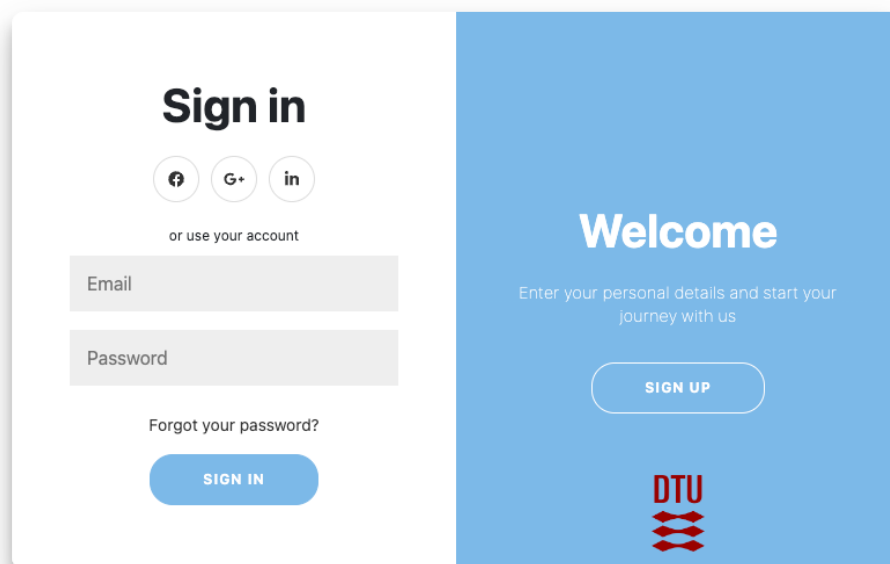 Sign in
G+
in
or use your account
Email
Password
Forgot your password?
SIGN IN
Welcome
Enter your personal details and start your
journey with us
SIGN UP
DTU